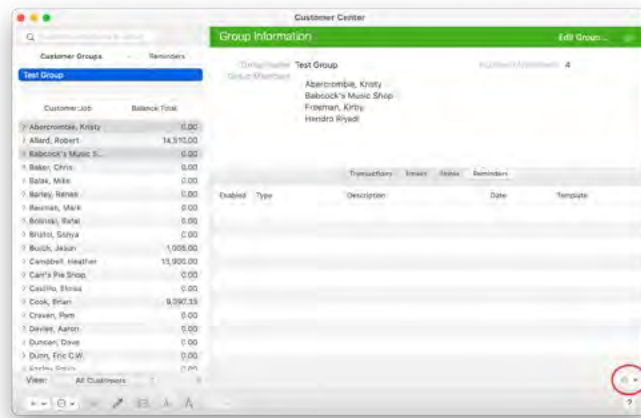 Customer Center
Group Information
Edit Group...
Customer Groups
Reminders
Test Group
Group Name
Test Group
4
Group Members
Abercrombie, Kristy
Babcock's Music Shop
Freeman, Kirby
Hendro Riyadi
Customer:Job
Balance Total
Abercrombie, Kristy 0.00
Allard, Robert 14,510.00
Babcock's Music S... 0.00
Baker, Chris 0.00
Balak, Mike 0.00
Barley, Renee 0.00
Bauman, Mark 0.00
Bolinski, Rafal 0.00
Bristol, Sonya 0.00
Burch, Jason 1,005.00
Campbell, Heather 13,900.00
Carr's Pie Shop 0.00
Castillo, Eloisa 0.00
Cook, Brian
Craven, Pam 0.00
Davies, Aaron 0.00
Duncan, Dave 0.00
Dunn, Eric C.W. 0.00
Transactions
Emails
Notes
Reminders
Enabled
Type
Description
Date
Template
View: All Customers
?